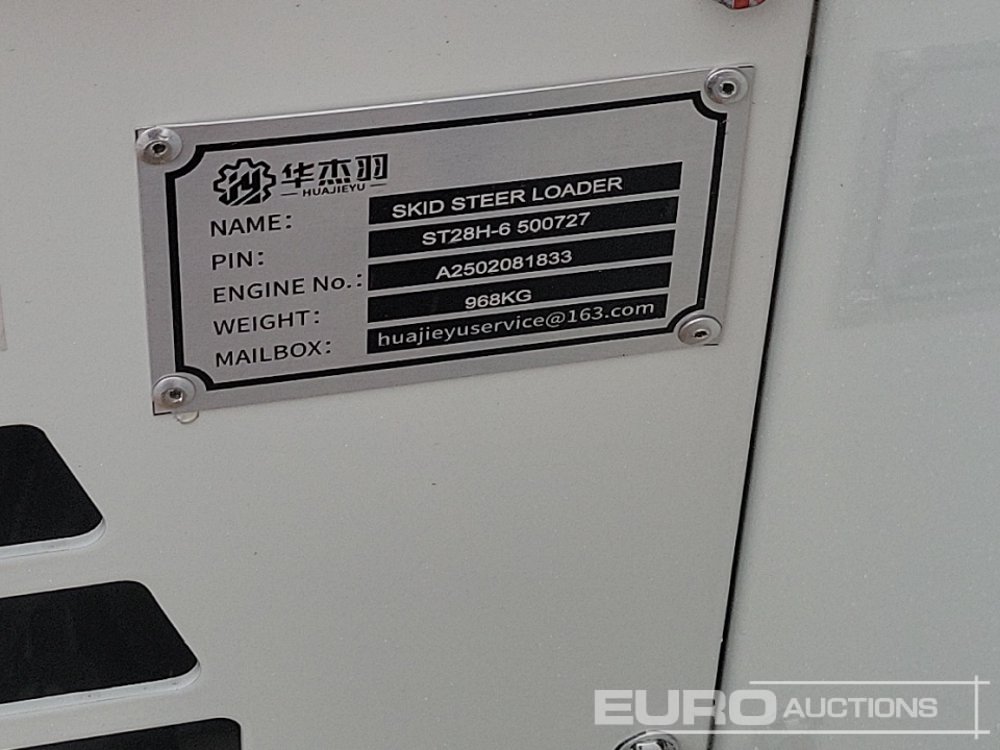 华杰羽
HUAJIEYU
NAME: SKID STEER LOADER
PIN: ST28H-6 500727
ENGINE No.: A2502081833
WEIGHT: 968KG
MAILBOX: huajieyuservice@163.com
EURO AUCTIONS